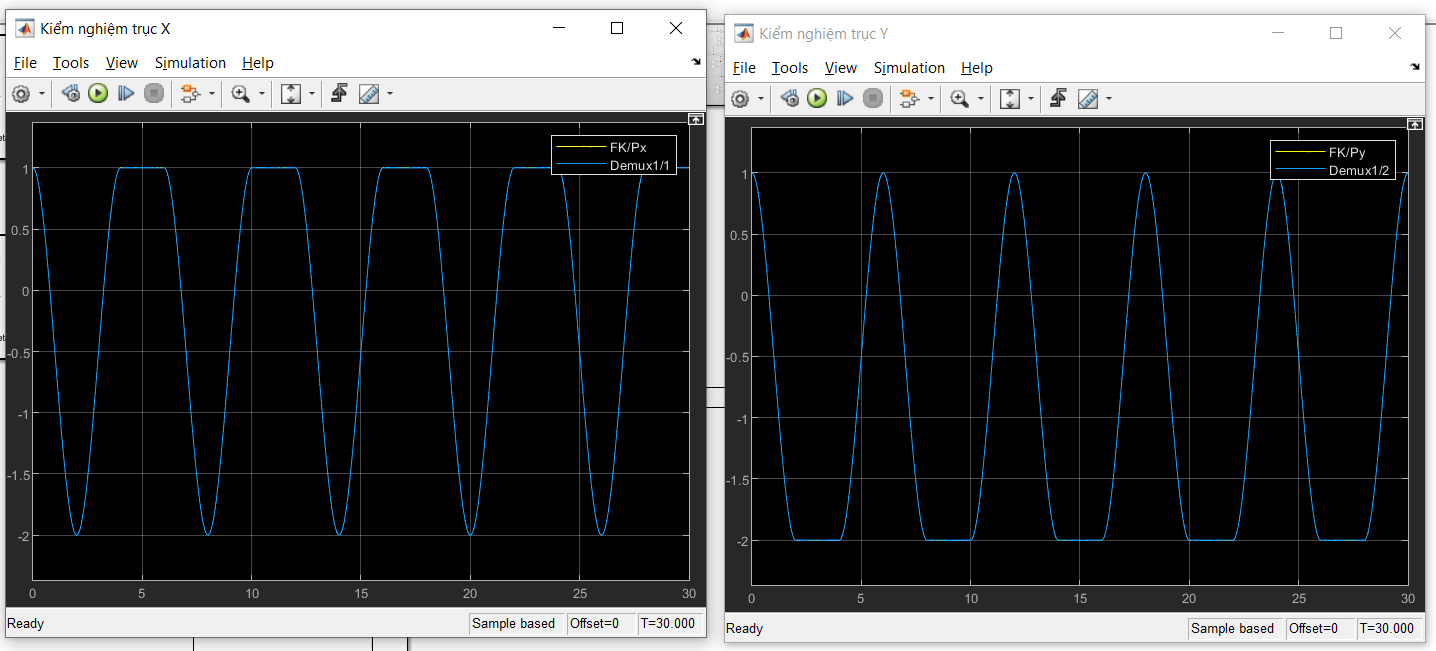 Kiểm nghiệm trục X
File Tools View Simulation Help
FK/Px
Demux1/1
1
0.5
0
-0.5
-1
-1.5
-2
0 5 10 15 20 25 30
Ready Sample based Offset=0 T=30.000
Kiểm nghiệm trục Y
File Tools View Simulation Help
FK/Py
Demux1/2
1
0.5
0
-0.5
-1
-1.5
-2
0 5 10 15 20 25 30
Ready Sample based Offset=0 T=30.000